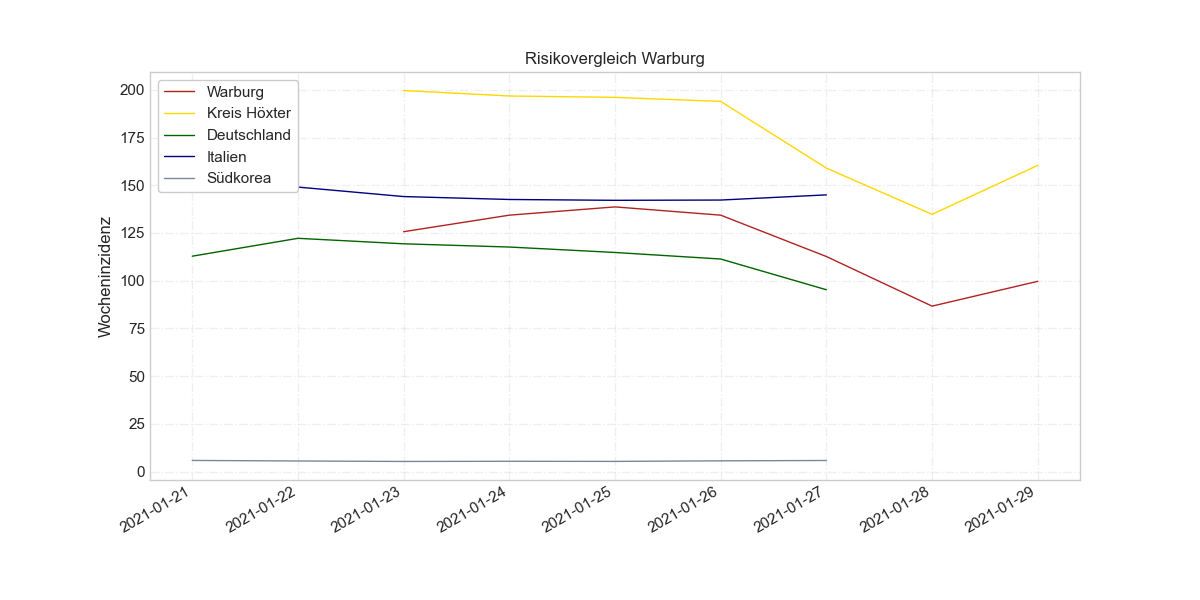 Risikovergleich Warburg
Warburg
Kreis Höxter
Deutschland
Italien
Südkorea
Wocheninzidenz
200
175
150
125
100
75
50
25
0
2021-01-21
2021-01-22
2021-01-23
2021-01-24
2021-01-25
2021-01-26
2021-01-27
2021-01-28
2021-01-29